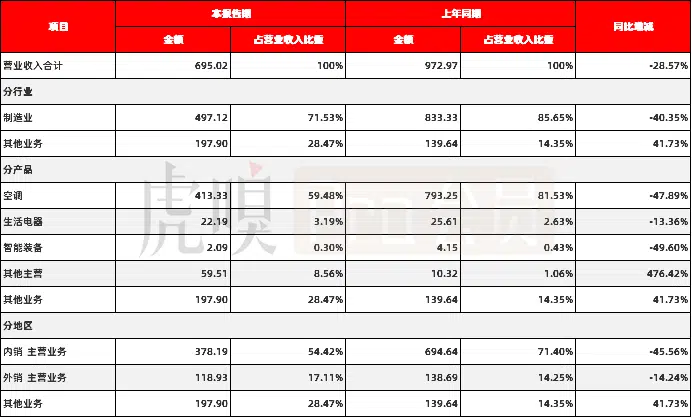 项目 本报告期 上年同期 同比增减
金额 占营业收入比重 金额 占营业收入比重
营业收入合计 695.02 100% 972.97 100% -28.57%
分行业
制造业 497.12 71.53% 833.33 85.65% -40.35%
其他业务 197.90 28.47% 139.64 14.35% 41.73%
分产品
空调 413.33 59.48% 793.25 81.53% -47.89%
生活电器 22.19 3.19% 25.61 2.63% -13.36%
智能装备 2.09 0.30% 4.15 0.43% -49.60%
其他主营 59.51 8.56% 10.32 1.06% 476.42%
其他业务 197.90 28.47% 139.64 14.35% 41.73%
分地区
内销 主营业务 378.19 54.42% 694.64 71.40% -45.56%
外销 主营业务 118.93 17.11% 138.69 14.25% -14.24%
其他业务 197.90 28.47% 139.64 14.35% 41.73%
虎嗅